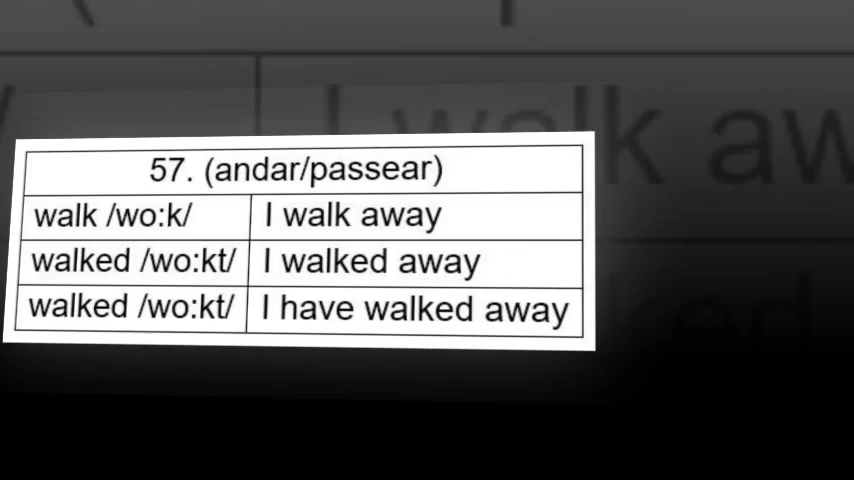 57. (andar/passear)
walk /wo:k/ I walk away
walked /wo:kt/ I walked away
walked /wo:kt/ I have walked away